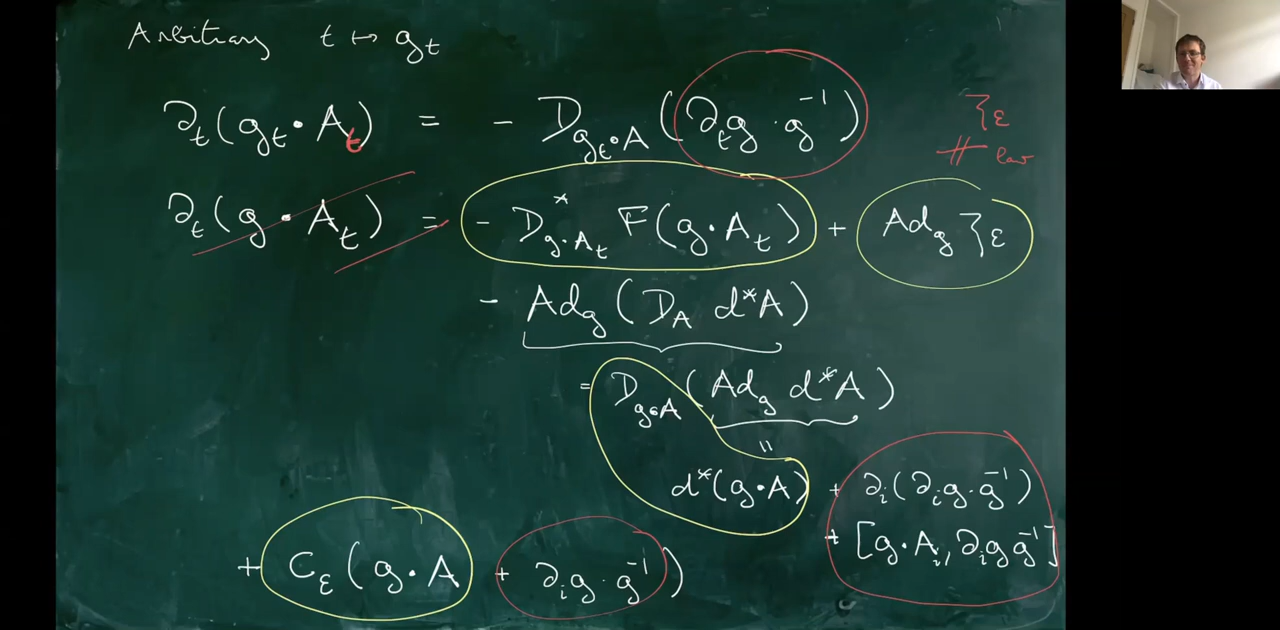 Arbitrary t ↦ g_t
∂_t(g_t • A_t) = − D_{g_t•A}(∂_t g · g^{-1})
ξ_ε
law
∂_t(g • A_t) = − D^*_{g·A_t} F(g·A_t) + Ad_g ξ_ε
− Ad_g(D_A d^*A)
= D_{g•A}(Ad_g d^*A)
"
d^*(g•A) + ∂_i(∂_i g · g^{-1})
+ [g·A_i, ∂_i g g^{-1}]
+ C_ε(g•A + ∂_i g · g^{-1})